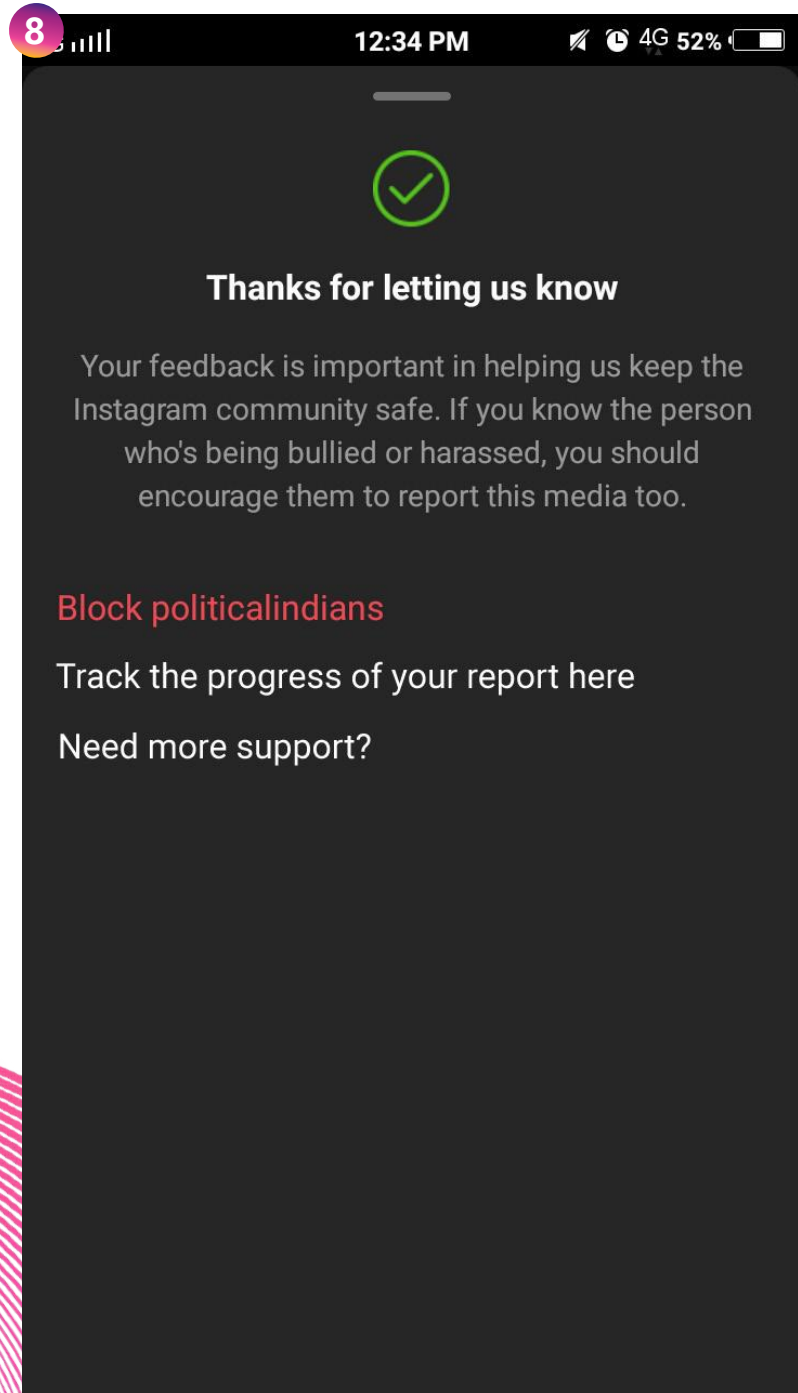 8
12:34 PM 4G 52%
Thanks for letting us know
Your feedback is important in helping us keep the
Instagram community safe. If you know the person
who's being bullied or harassed, you should
encourage them to report this media too.
Block politicalindians
Track the progress of your report here
Need more support?